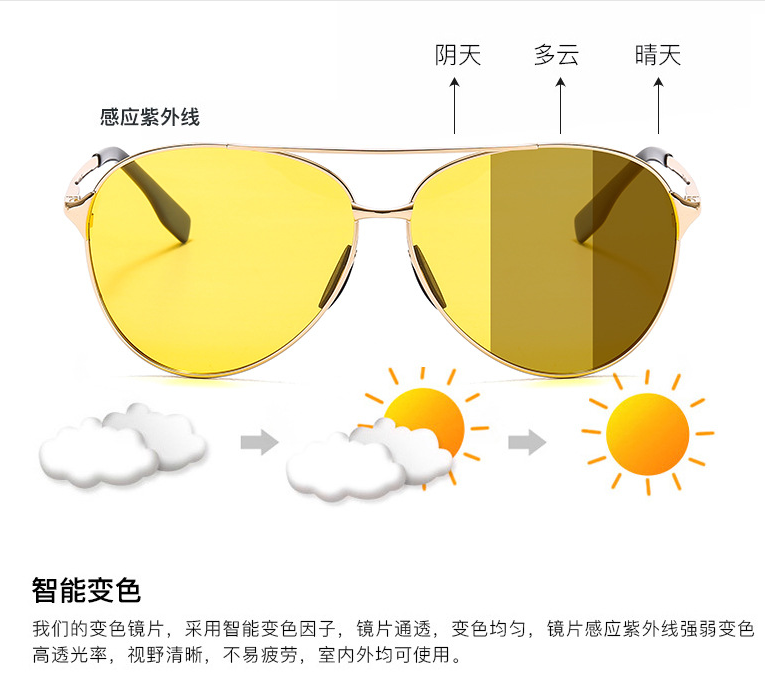 阴天 多云 晴天
感应紫外线
智能变色
我们的变色镜片，采用智能变色因子，镜片通透，变色均匀，镜片感应紫外线强弱变色
高透光率，视野清晰，不易疲劳，室内外均可使用。